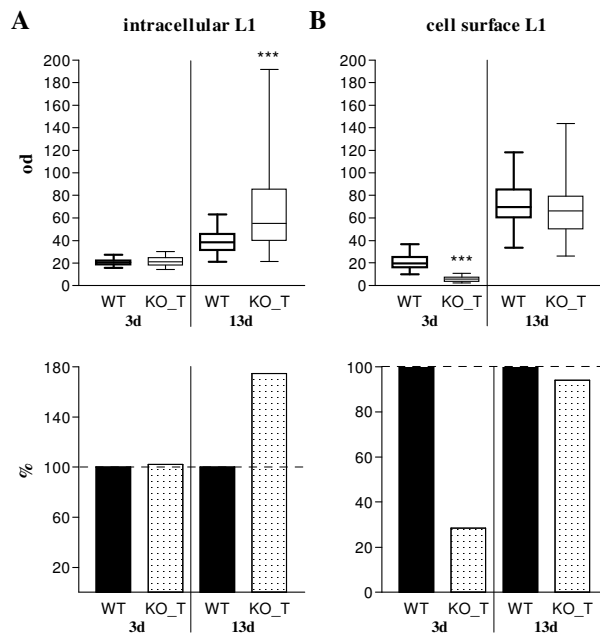 A
intracellular L1
B
cell surface L1
od
200
180
160
140
120
100
80
60
40
20
0
***
WT
KO_T
WT
KO_T
3d
13d
200
180
160
140
120
100
80
60
40
20
0
***
WT
KO_T
WT
KO_T
3d
13d
%
180
140
100
60
20
WT
KO_T
WT
KO_T
3d
13d
100
80
60
40
20
0
WT
KO_T
WT
KO_T
3d
13d